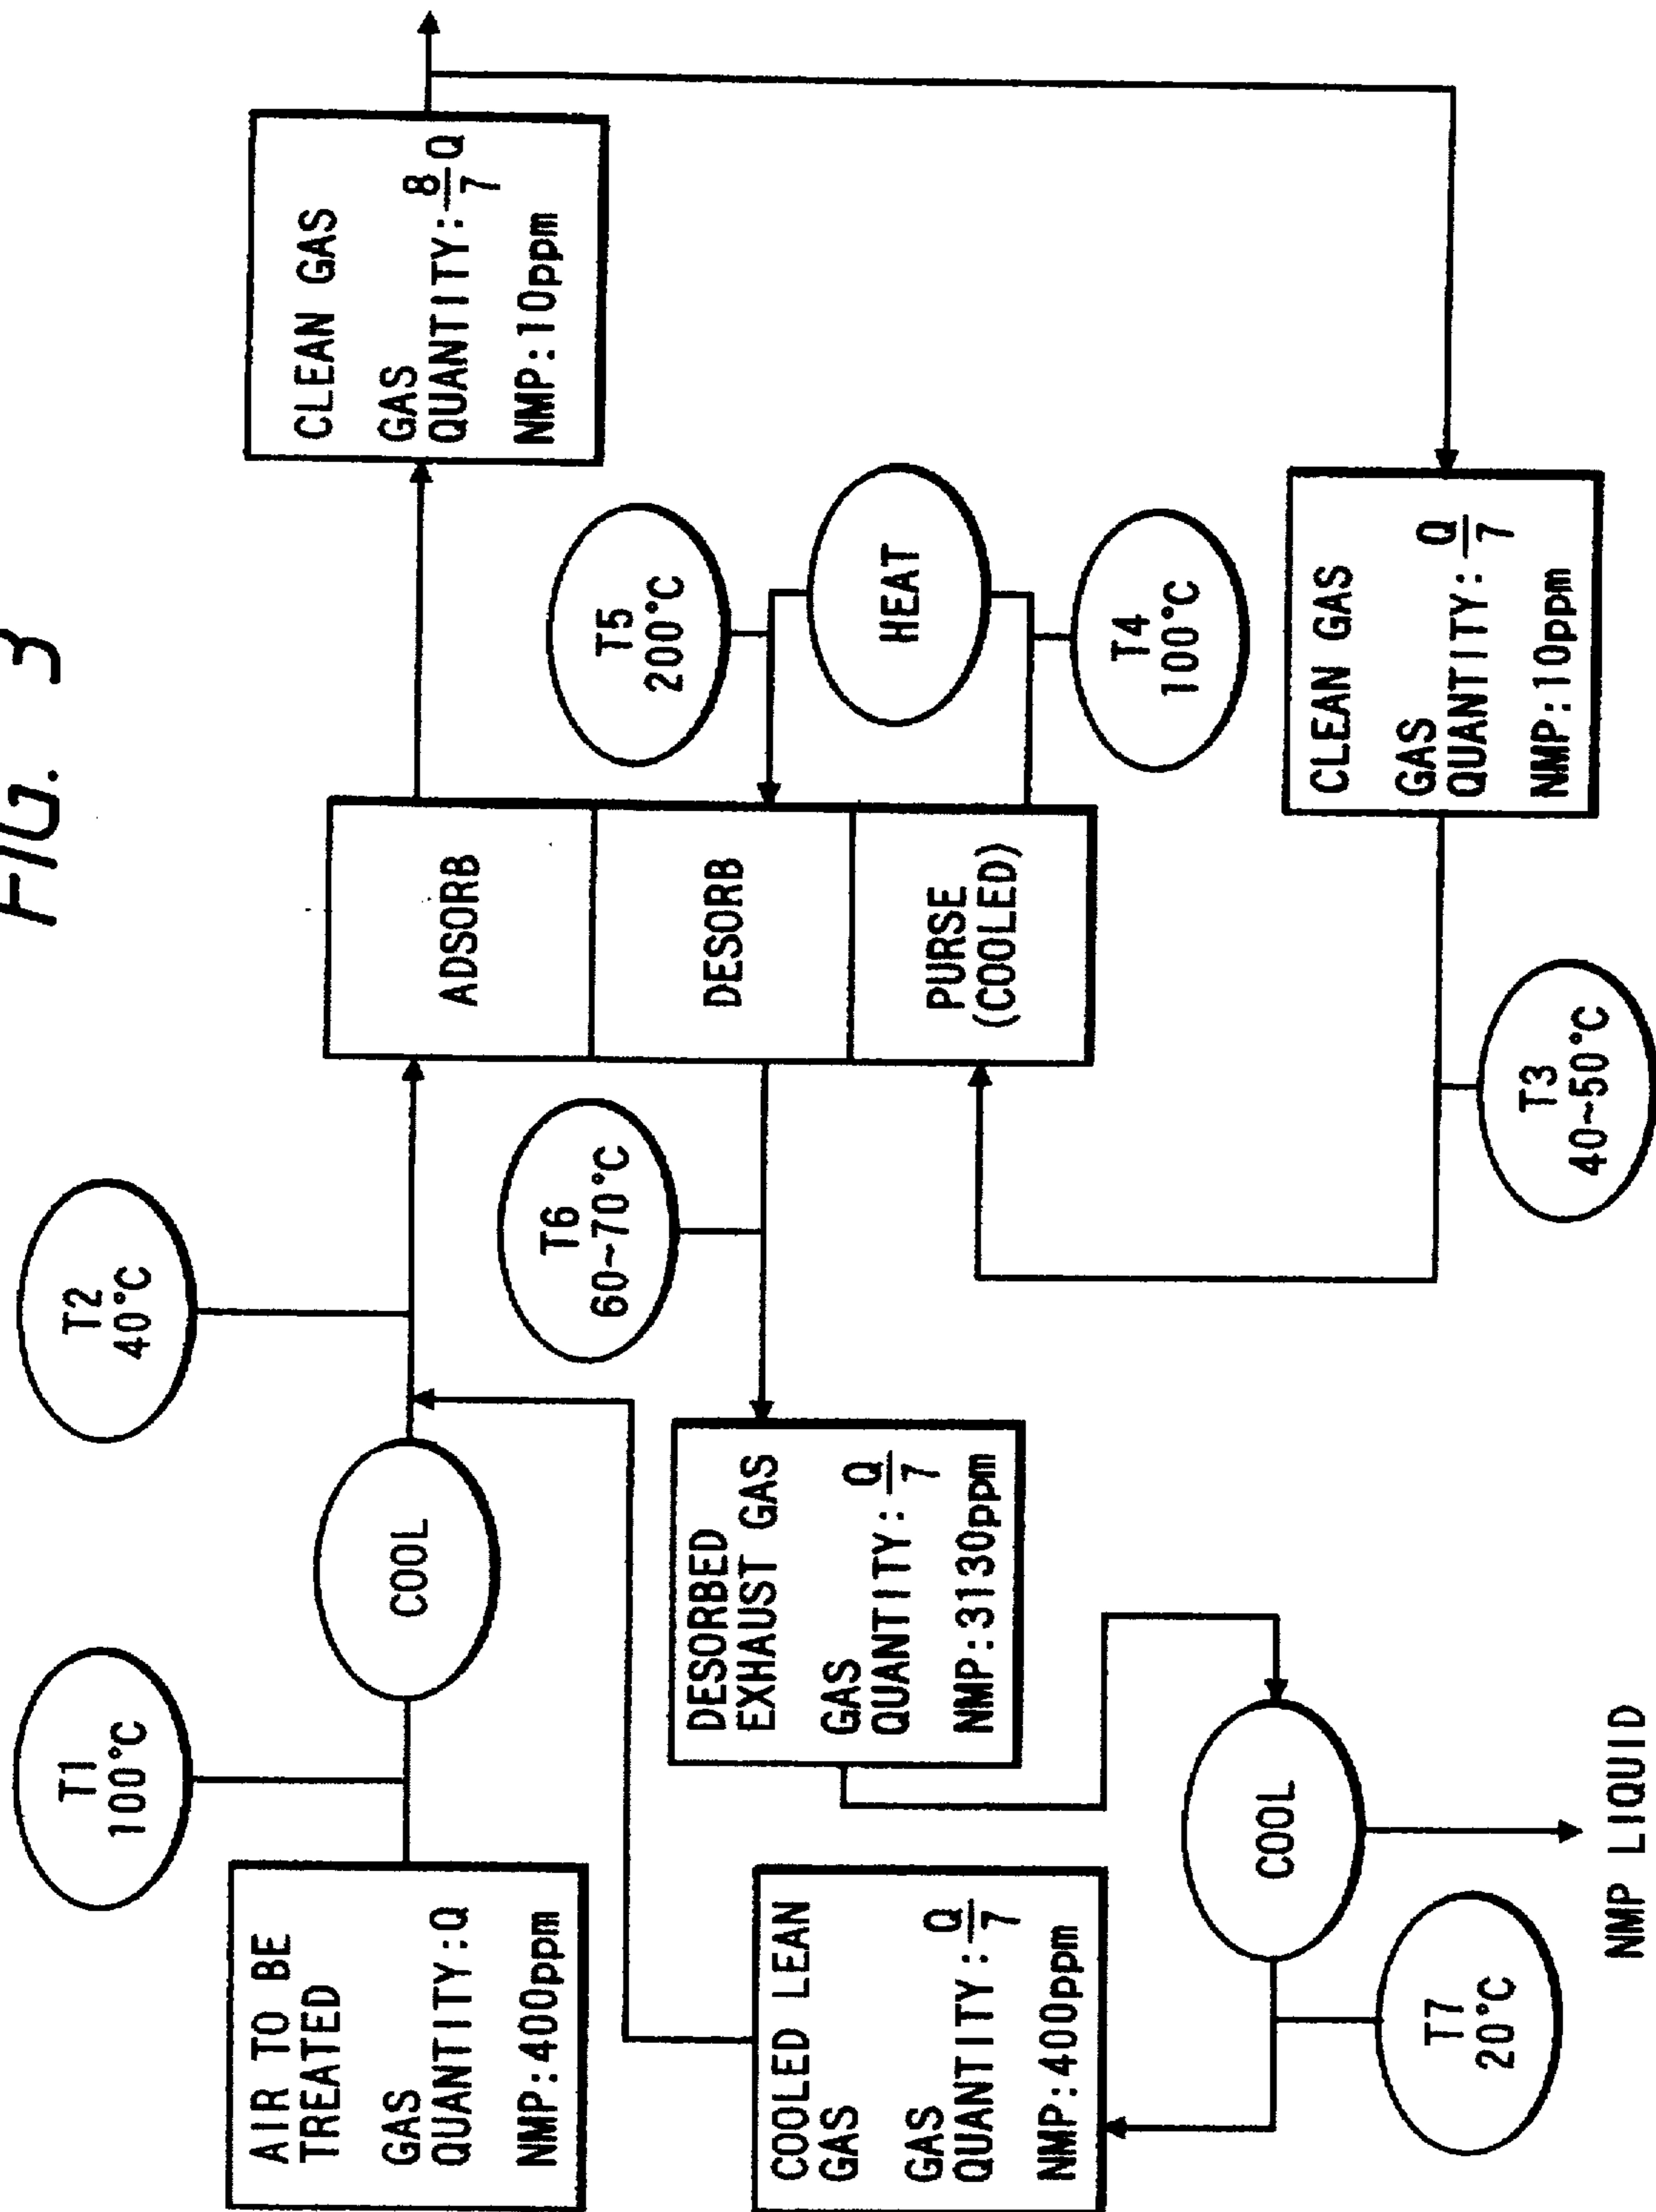 FIG. 3
T1
100°C
T2
40°C
AIR TO BE
TREATED
GAS
QUANTITY:Q
NMP:400ppm
COOL
ADSORB
DESORB
PURSE
(COOLED)
CLEAN GAS
GAS
QUANTITY:8/7 Q
NMP:10ppm
T6
60~70°C
T5
200°C
HEAT
T4
100°C
COOLED LEAN
GAS
GAS
QUANTITY:Q/7
NMP:400ppm
DESORBED
EXHAUST GAS
GAS
QUANTITY:Q/7
NMP:3130ppm
COOL
T7
20°C
NMP LIQUID
T3
40~50°C
CLEAN GAS
GAS
QUANTITY:Q/7
NMP:10ppm